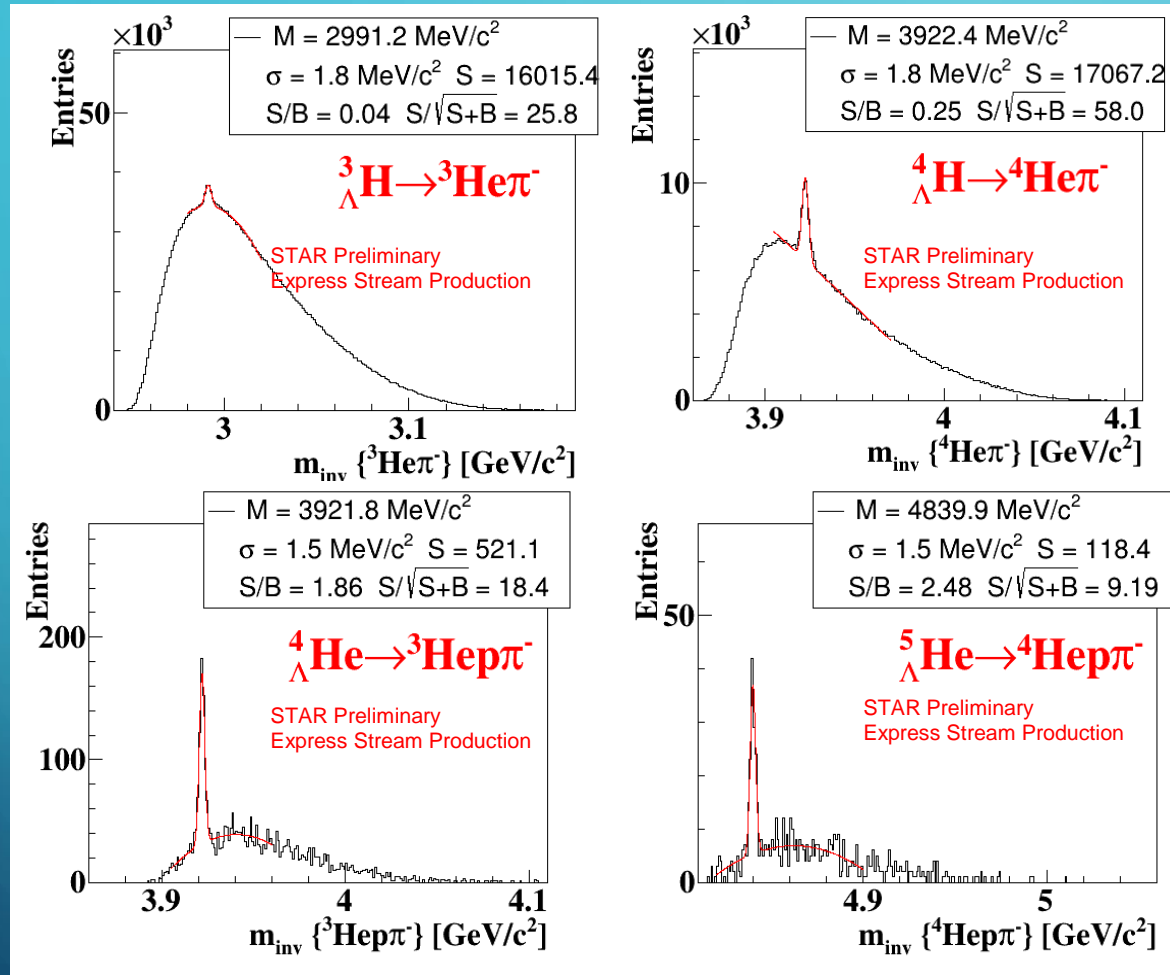 ×10³
— M = 2991.2 MeV/c²
σ = 1.8 MeV/c² S = 16015.4
S/B = 0.04 S/√S+B = 25.8
Entries
50
0
³ΛH→³Heπ⁻
STAR Preliminary
Express Stream Production
3 3.1
m_inv {³Heπ⁻} [GeV/c²]
×10³
— M = 3922.4 MeV/c²
σ = 1.8 MeV/c² S = 17067.2
S/B = 0.25 S/√S+B = 58.0
Entries
10
0
⁴ΛH→⁴Heπ⁻
STAR Preliminary
Express Stream Production
3.9 4 4.1
m_inv {⁴Heπ⁻} [GeV/c²]
— M = 3921.8 MeV/c²
σ = 1.5 MeV/c² S = 521.1
S/B = 1.86 S/√S+B = 18.4
Entries
200
100
0
⁴ΛHe→³Hepπ⁻
STAR Preliminary
Express Stream Production
3.9 4 4.1
m_inv {³Hepπ⁻} [GeV/c²]
— M = 4839.9 MeV/c²
σ = 1.5 MeV/c² S = 118.4
S/B = 2.48 S/√S+B = 9.19
Entries
50
0
⁵ΛHe→⁴Hepπ⁻
STAR Preliminary
Express Stream Production
4.9 5
m_inv {⁴Hepπ⁻} [GeV/c²]